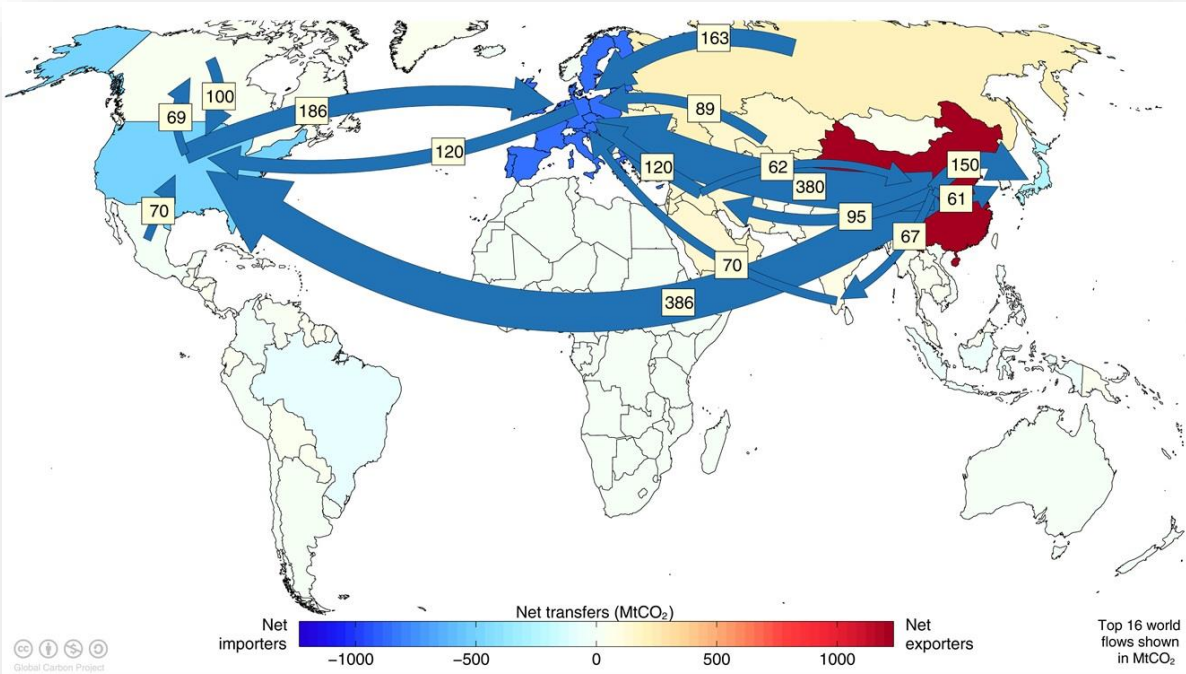 163
100
69
186
89
120
120
62
150
380
61
70
95
67
70
386
Net transfers (MtCO₂)
Net importers
Net exporters
−1000
−500
0
500
1000
Top 16 world
flows shown
in MtCO₂
cc
Global Carbon Project